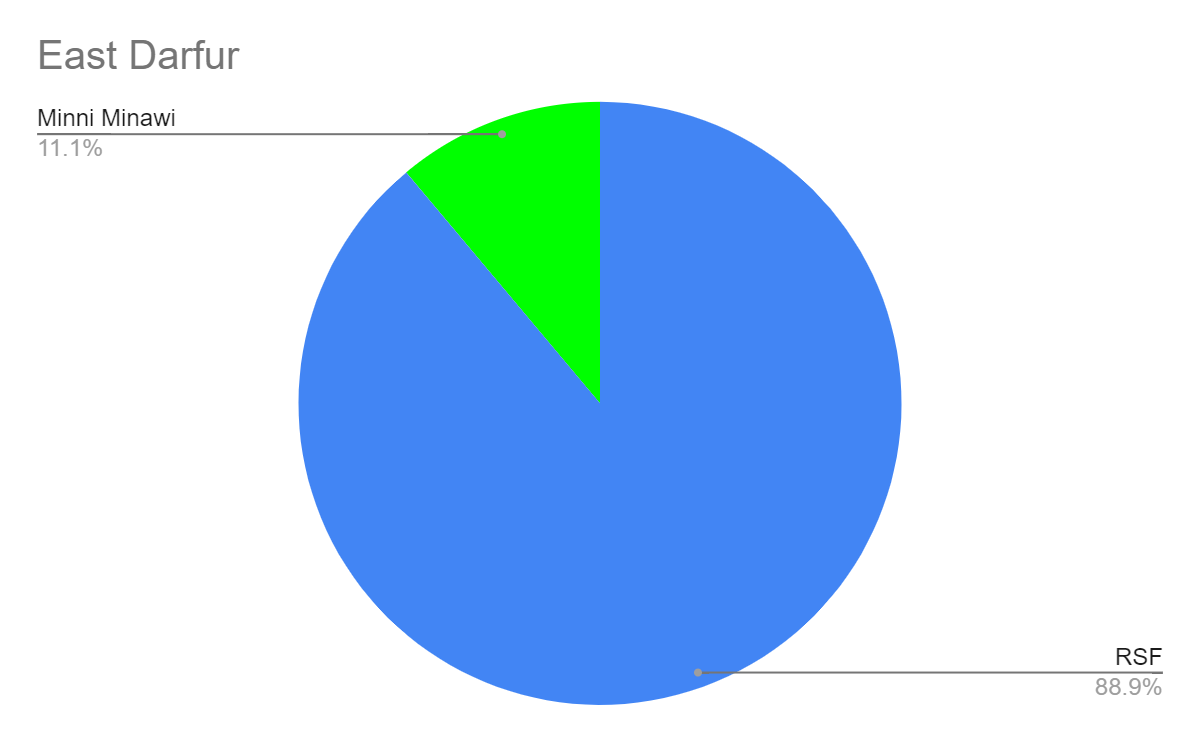 East Darfur
Minni Minawi
11.1%
RSF
88.9%